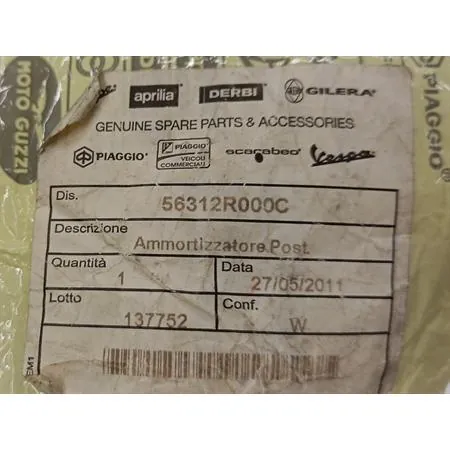 MOTO GUZZI
aprilia DERBI GILERA
GENUINE SPARE PARTS & ACCESSORIES
PIAGGIO PIAGGIO VEICOLI COMMERCIALI scarabeo Vespa
PIAGGIO
Dis. 56312R000C
Descrizione
Ammortizzatore Post.
Quantità 1 Data 27/05/2011
Lotto 137752 Conf. W
EM1